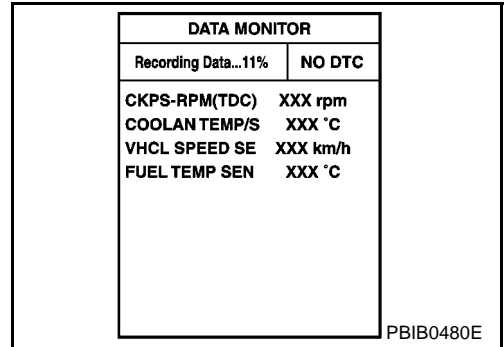 DATA MONITOR
Recording Data...11% NO DTC
CKPS-RPM(TDC) XXX rpm
COOLAN TEMP/S XXX °C
VHCL SPEED SE XXX km/h
FUEL TEMP SEN XXX °C
PBIB0480E